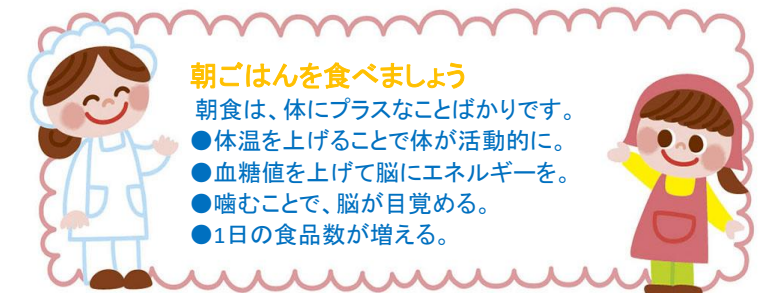 朝ごはんを食べましょう
朝食は、体にプラスなことばかりです。
●体温を上げることで体が活動的に。
●血糖値を上げて脳にエネルギーを。
●噛むことで、脳が目覚める。
●1日の食品数が増える。